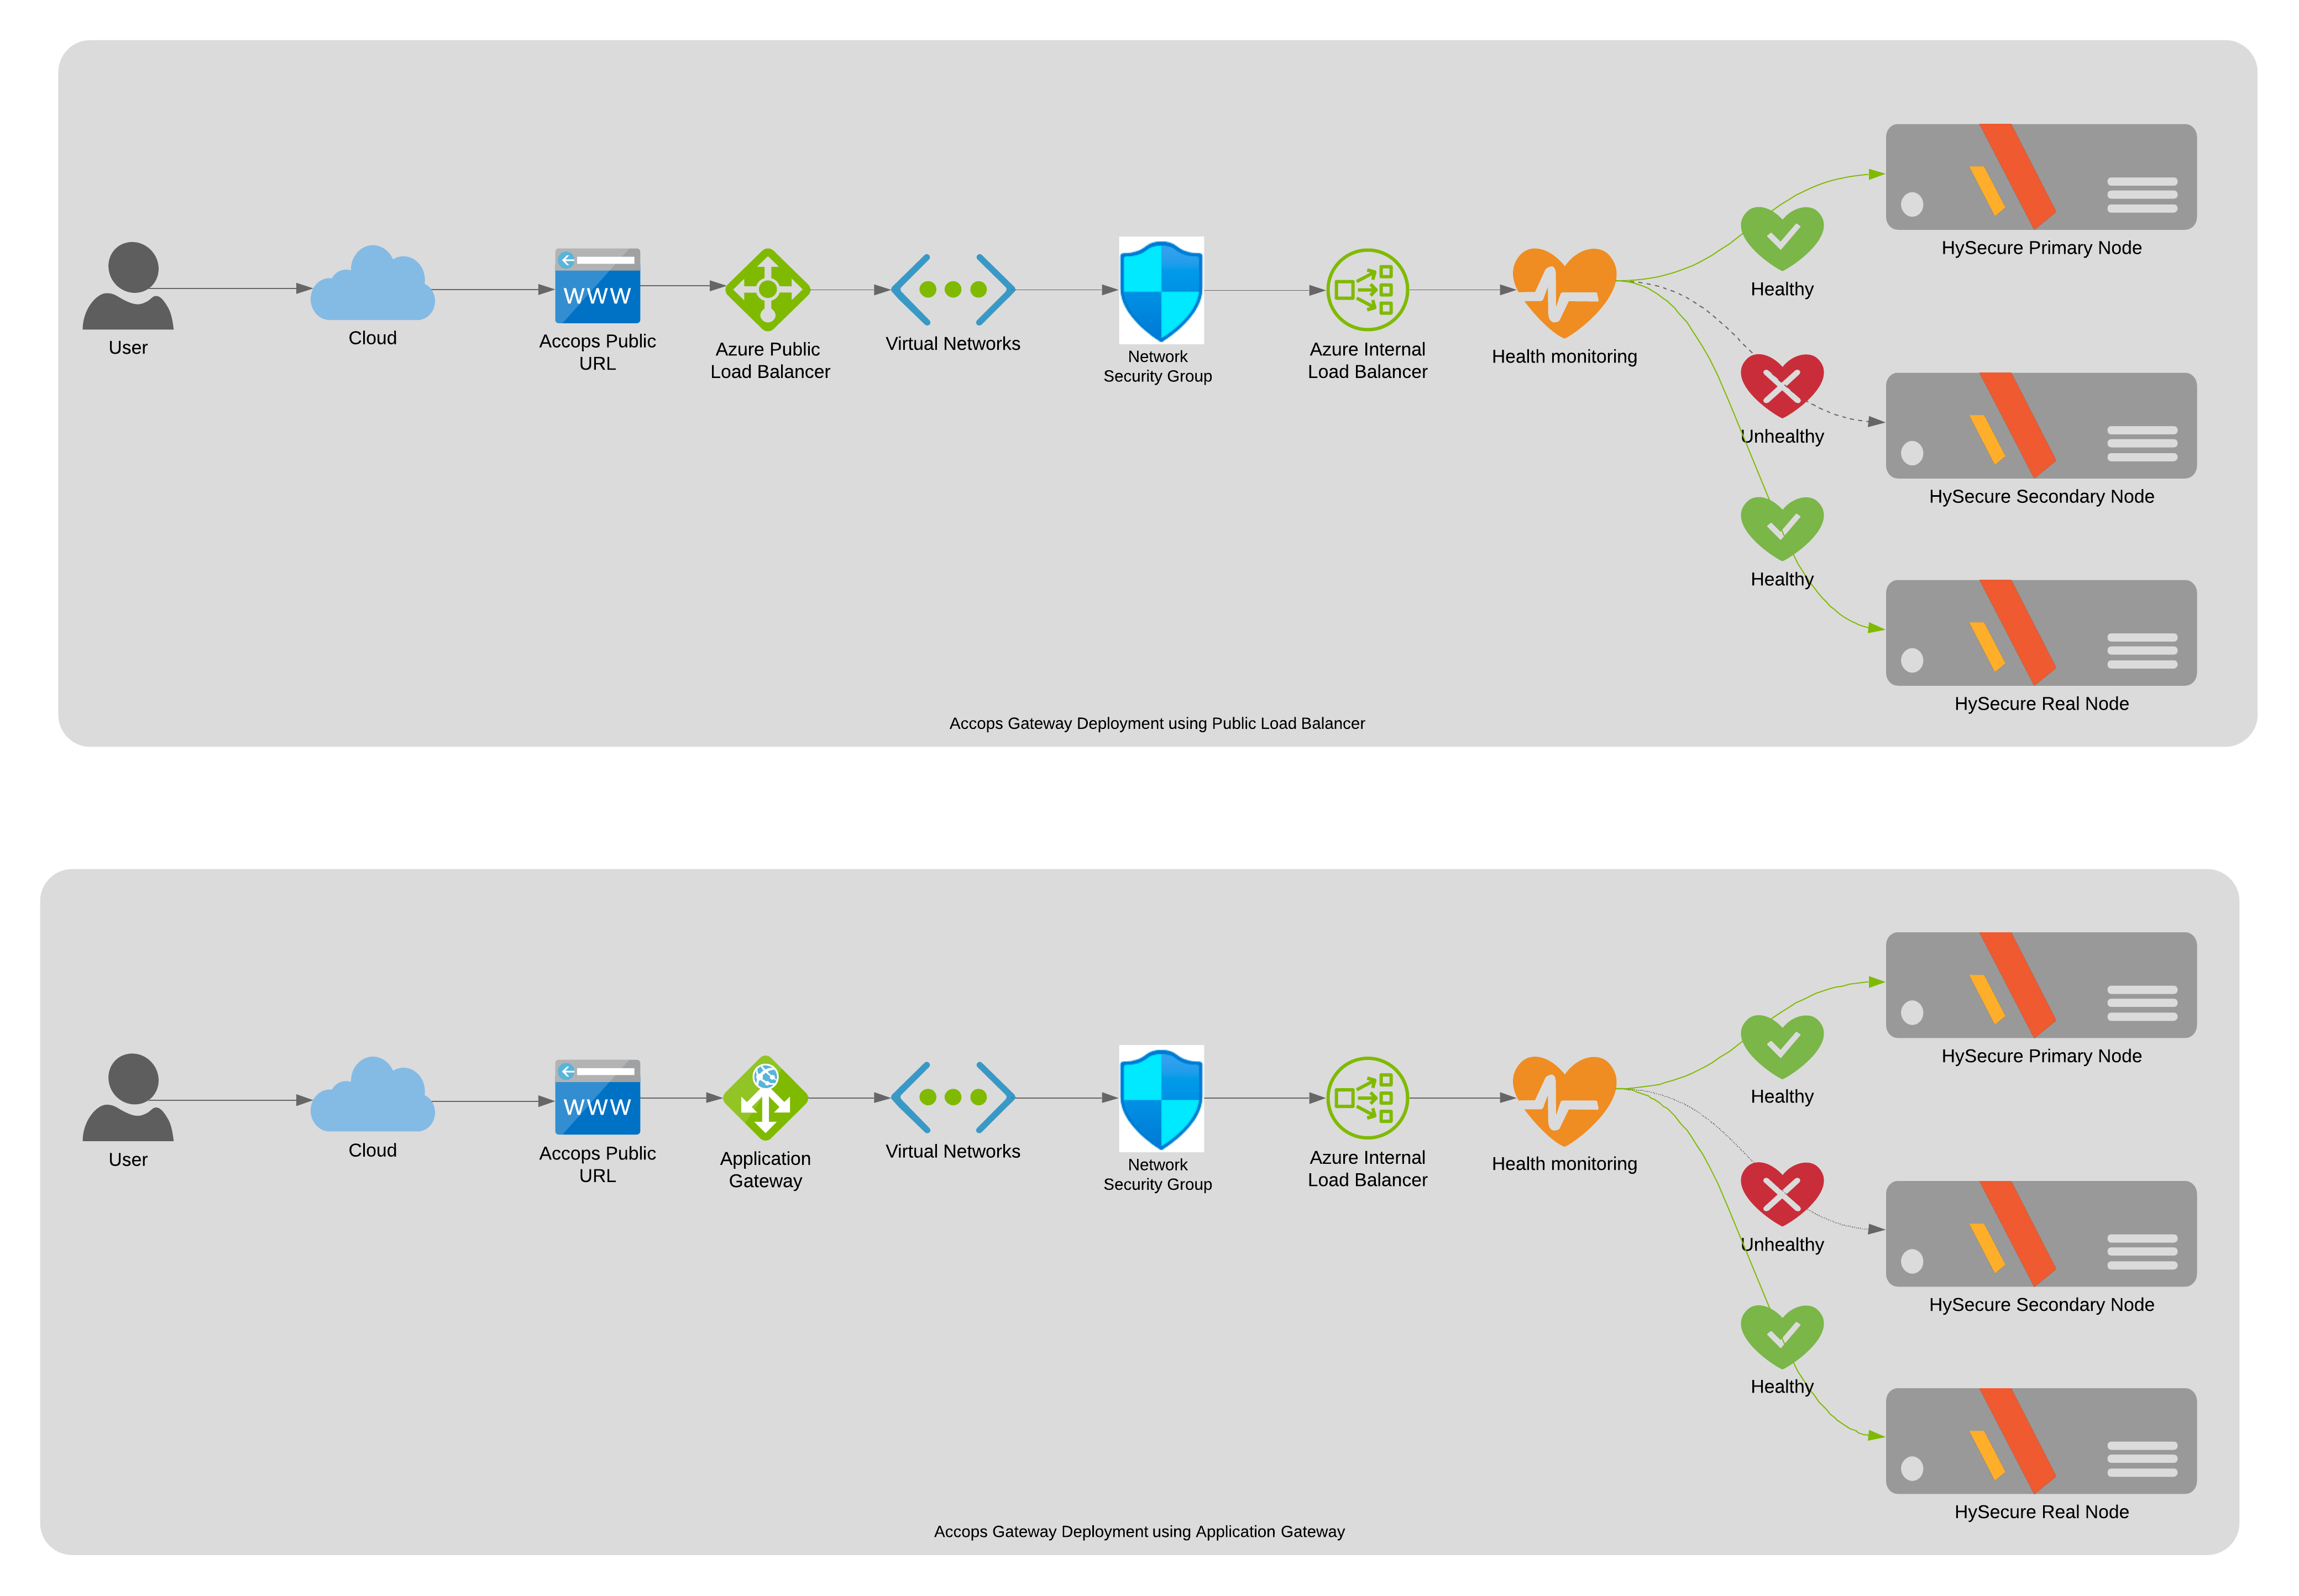 HySecure Primary Node
Healthy
WWW
User
Cloud
Accops Public
URL
Azure Public
Load Balancer
Virtual Networks
Network
Security Group
Azure Internal
Load Balancer
Health monitoring
Unhealthy
HySecure Secondary Node
Healthy
HySecure Real Node
Accops Gateway Deployment using Public Load Balancer
HySecure Primary Node
Healthy
WWW
User
Cloud
Accops Public
URL
Application
Gateway
Virtual Networks
Network
Security Group
Azure Internal
Load Balancer
Health monitoring
Unhealthy
HySecure Secondary Node
Healthy
HySecure Real Node
Accops Gateway Deployment using Application Gateway